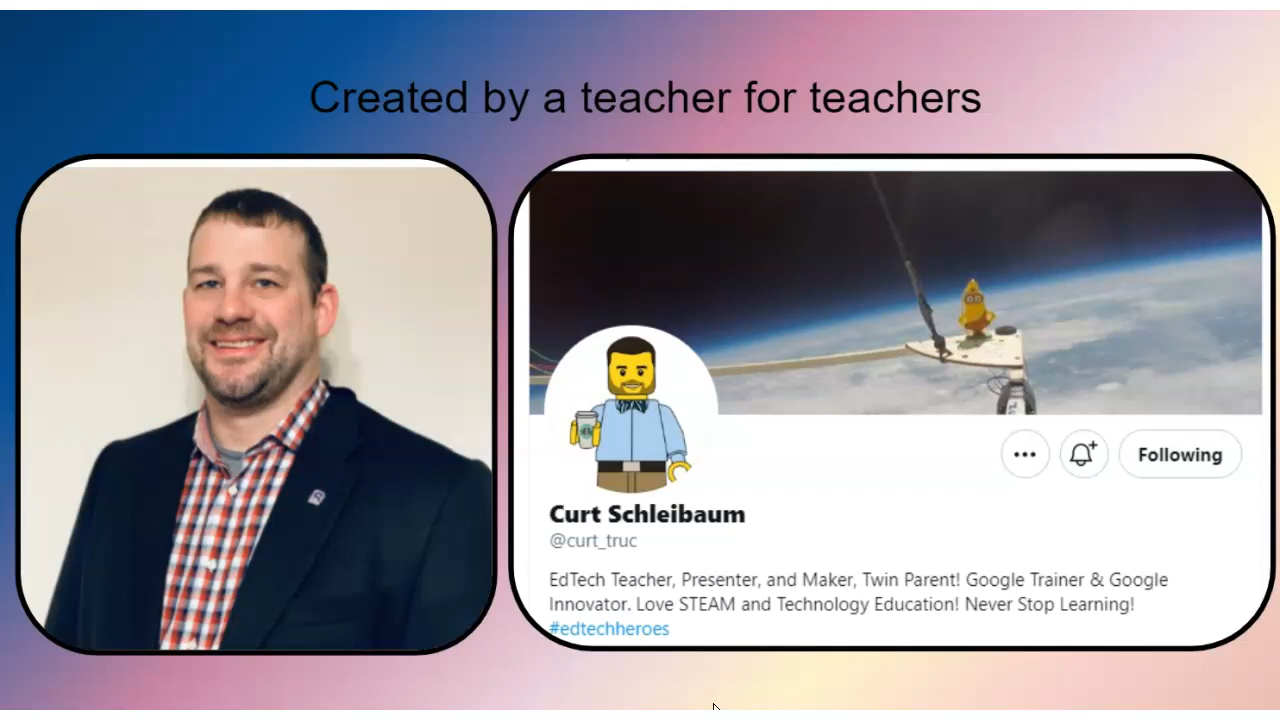 Created by a teacher for teachers
Following
Curt Schleibaum
@curt_truc
EdTech Teacher, Presenter, and Maker, Twin Parent! Google Trainer & Google
Innovator. Love STEAM and Technology Education! Never Stop Learning!
#edtechheroes